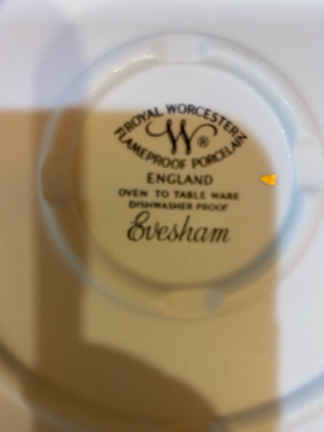 ROYAL WORCESTER
FLAMEPROOF PORCELAIN
W®
ENGLAND
OVEN TO TABLE WARE
DISHWASHER PROOF
Evesham